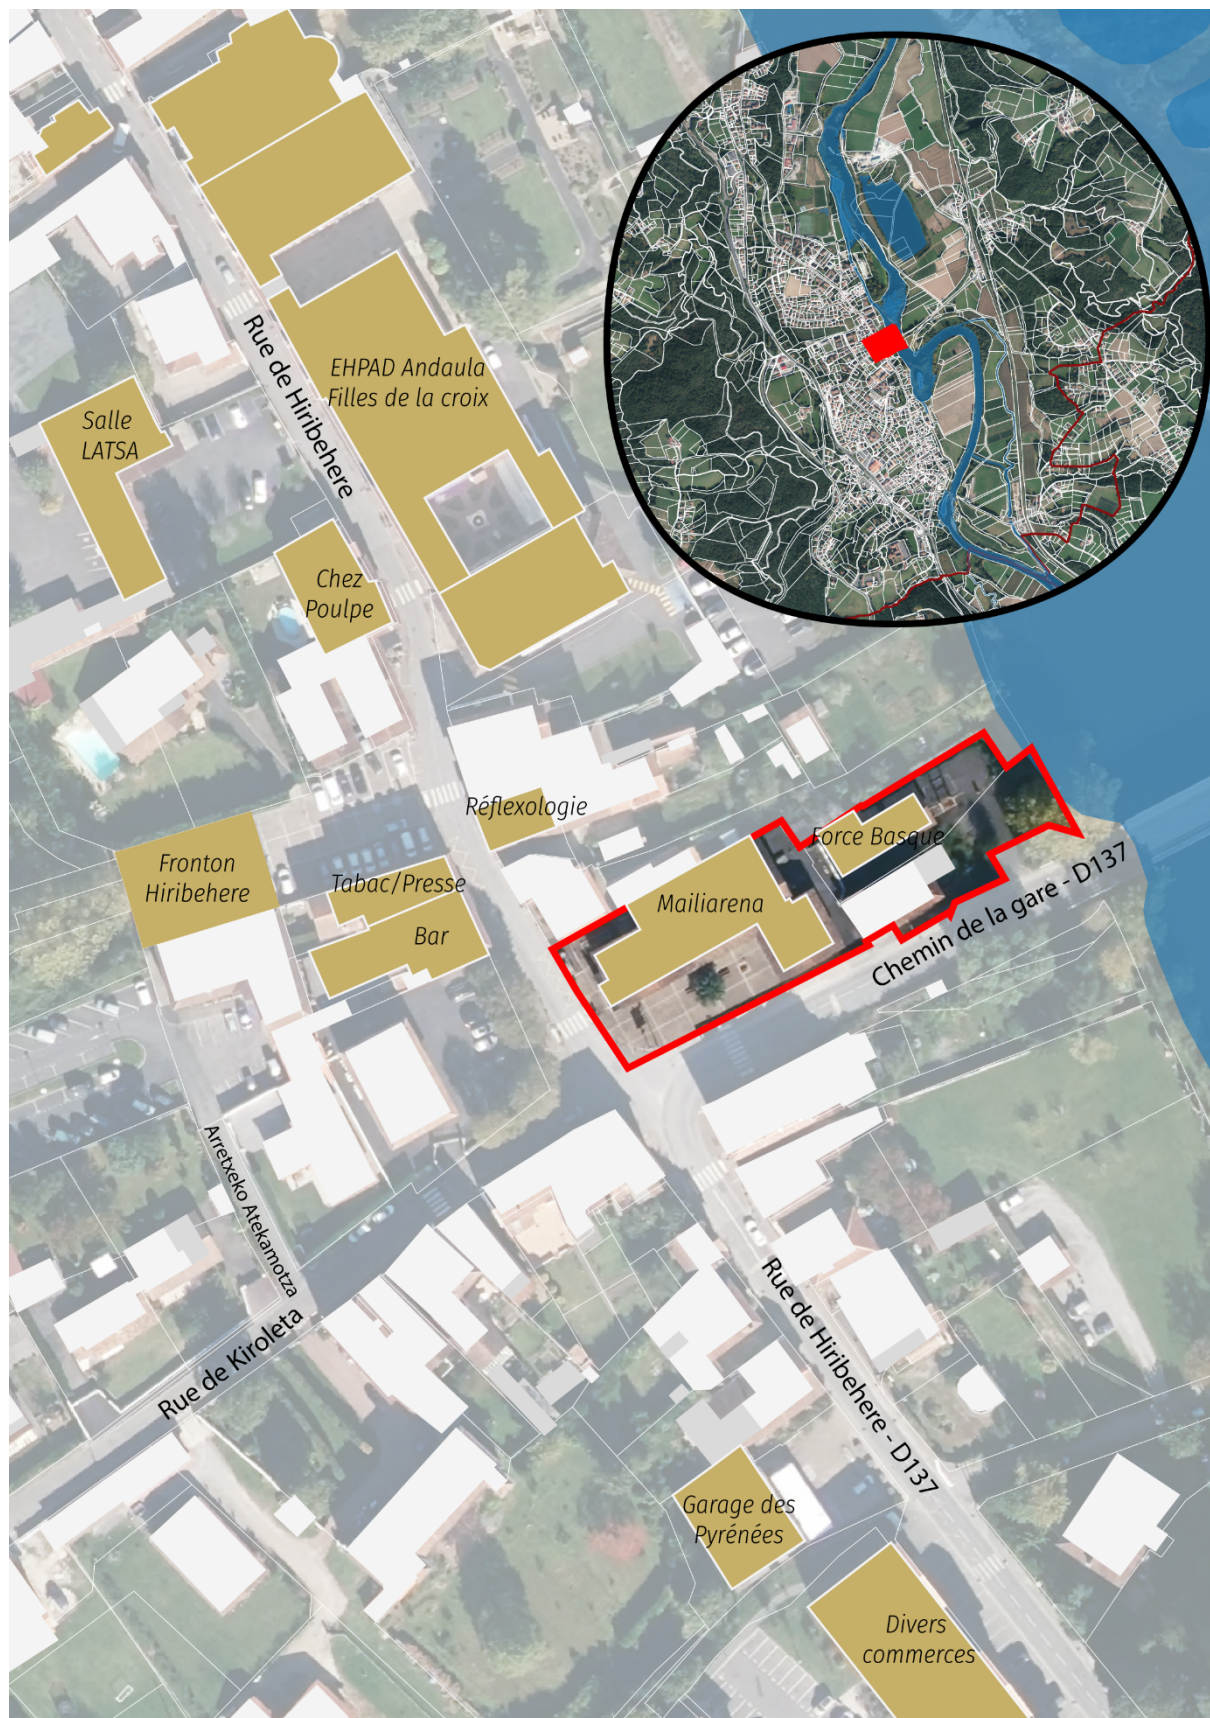 Rue de Hiribehere
EHPAD Andaula
Filles de la croix
Salle
LATSA
Chez
Poulpe
Réflexologie
Force Basque
Fronton
Hiribehere
Tabac/Presse
Mailiarena
Bar
Chemin de la gare - D137
Arretxeko Atekamotza
Rue de Kiroleta
Rue de Hiribehere - D137
Garage des
Pyrénées
Divers
commerces